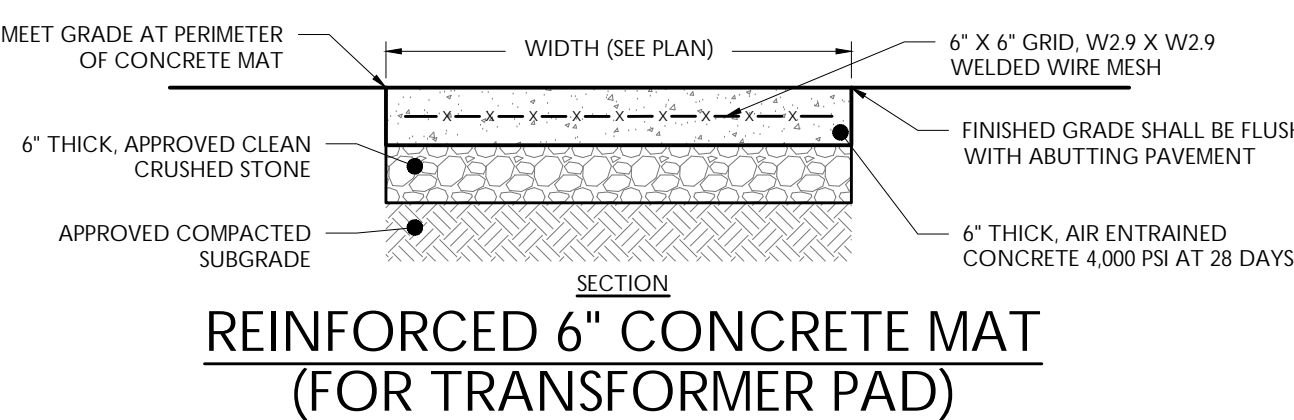 MEET GRADE AT PERIMETER
OF CONCRETE MAT
WIDTH (SEE PLAN)
6" X 6" GRID, W2.9 X W2.9
WELDED WIRE MESH
6" THICK, APPROVED CLEAN
CRUSHED STONE
FINISHED GRADE SHALL BE FLUSH
WITH ABUTTING PAVEMENT
APPROVED COMPACTED
SUBGRADE
6" THICK, AIR ENTRAINED
CONCRETE 4,000 PSI AT 28 DAYS
SECTION
REINFORCED 6" CONCRETE MAT
(FOR TRANSFORMER PAD)